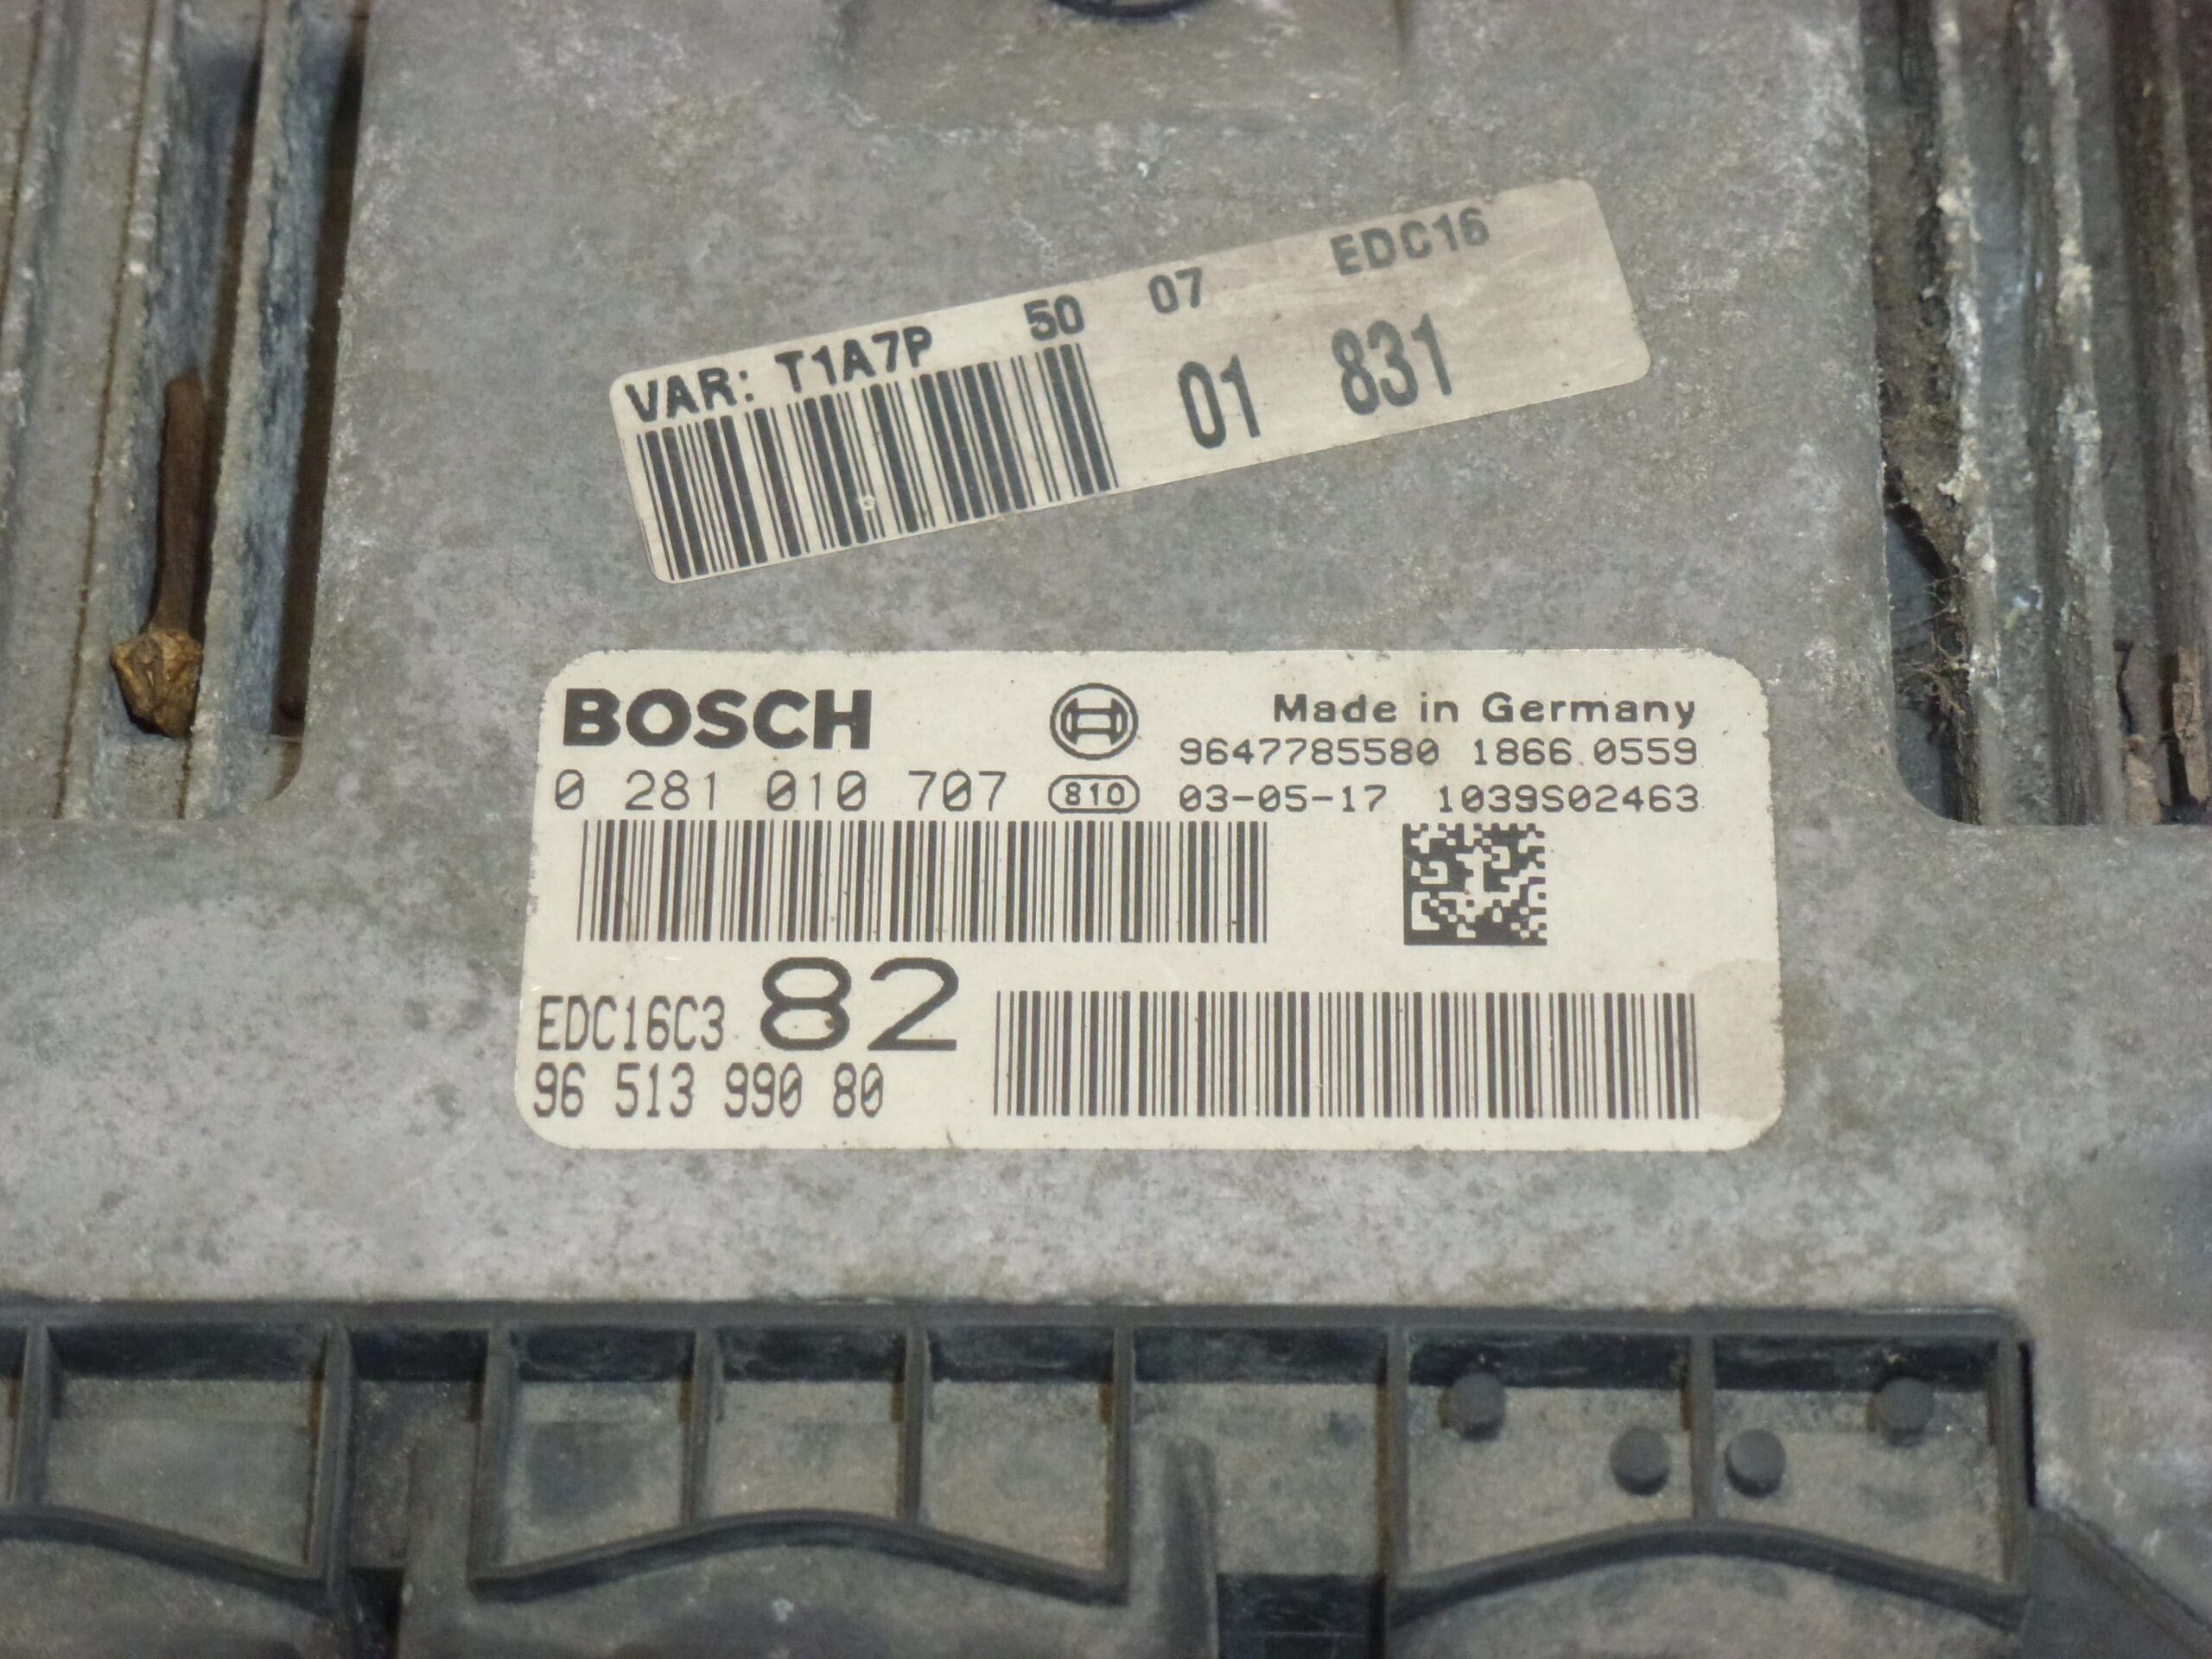 VAR: T1A7P 50 07 EDC16
01 831
BOSCH
Made in Germany
9647785580 1866.0559
0 281 010 707 810 03-05-17 1039S02463
EDC16C3 82
96 513 990 80